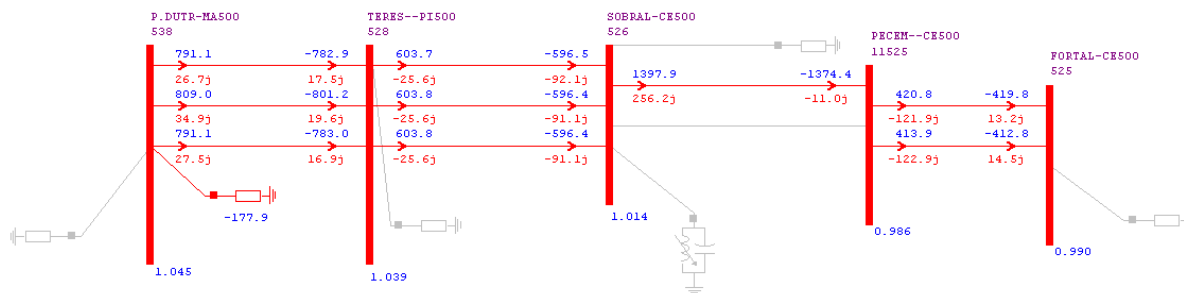 P.DUTR-MA500
538
TERES--PI500
528
SOBRAL-CE500
526
PECEM--CE500
11525
FORTAL-CE500
525
791.1 -782.9 603.7 -596.5
26.7j 17.5j -25.6j -92.1j
1397.9 -1374.4
256.2j -11.0j
809.0 -801.2 603.8 -596.4
34.9j 19.6j -25.6j -91.1j
420.8 -419.8
-121.9j 13.2j
791.1 -783.0 603.8 -596.4
27.5j 16.9j -25.6j -91.1j
413.9 -412.8
-122.9j 14.5j
-177.9
1.014
0.986
0.990
1.045
1.039